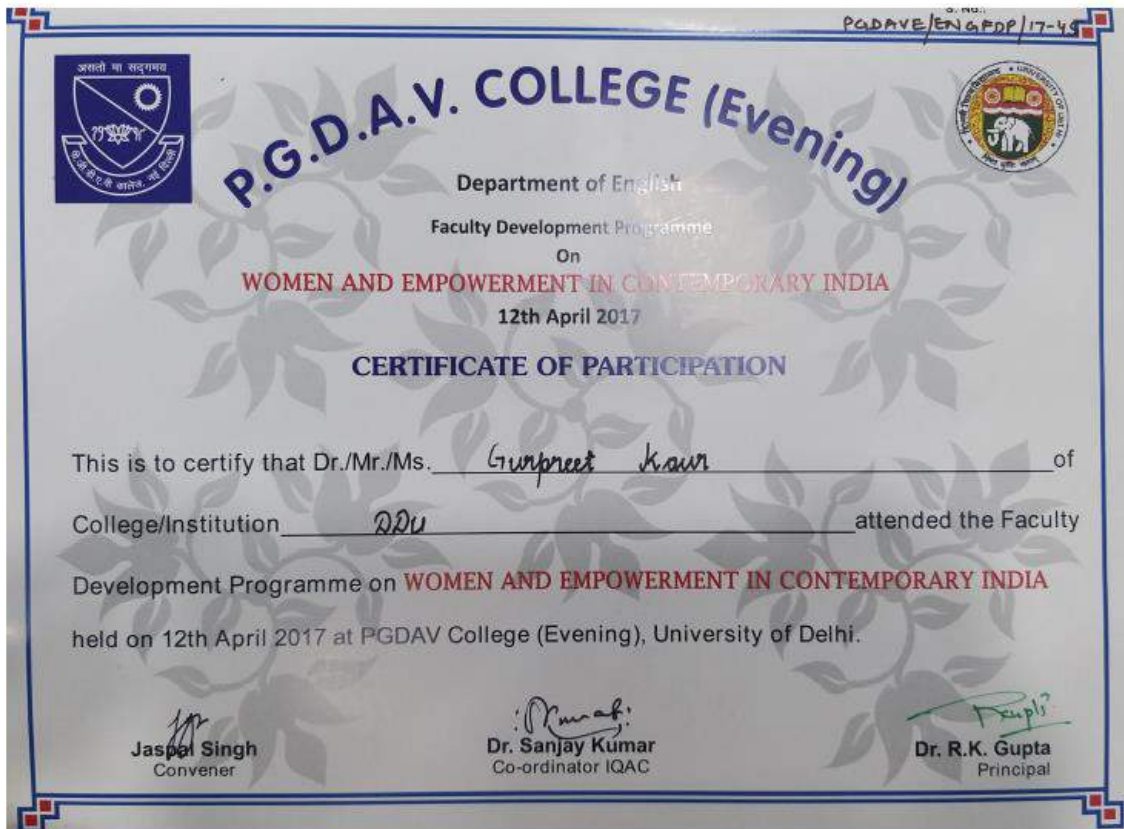 S. No.:
PGDAVE/ENGFDP/17-45
असतो मा सद्गमय
P.G.D.A.V. COLLEGE (Evening)
Department of English
Faculty Development Programme
On
WOMEN AND EMPOWERMENT IN CONTEMPORARY INDIA
12th April 2017
CERTIFICATE OF PARTICIPATION
This is to certify that Dr./Mr./Ms. Gurpreet Kaur of
College/Institution DDU attended the Faculty
Development Programme on WOMEN AND EMPOWERMENT IN CONTEMPORARY INDIA
held on 12th April 2017 at PGDAV College (Evening), University of Delhi.
Jaspal Singh
Convener
Dr. Sanjay Kumar
Co-ordinator IQAC
Dr. R.K. Gupta
Principal